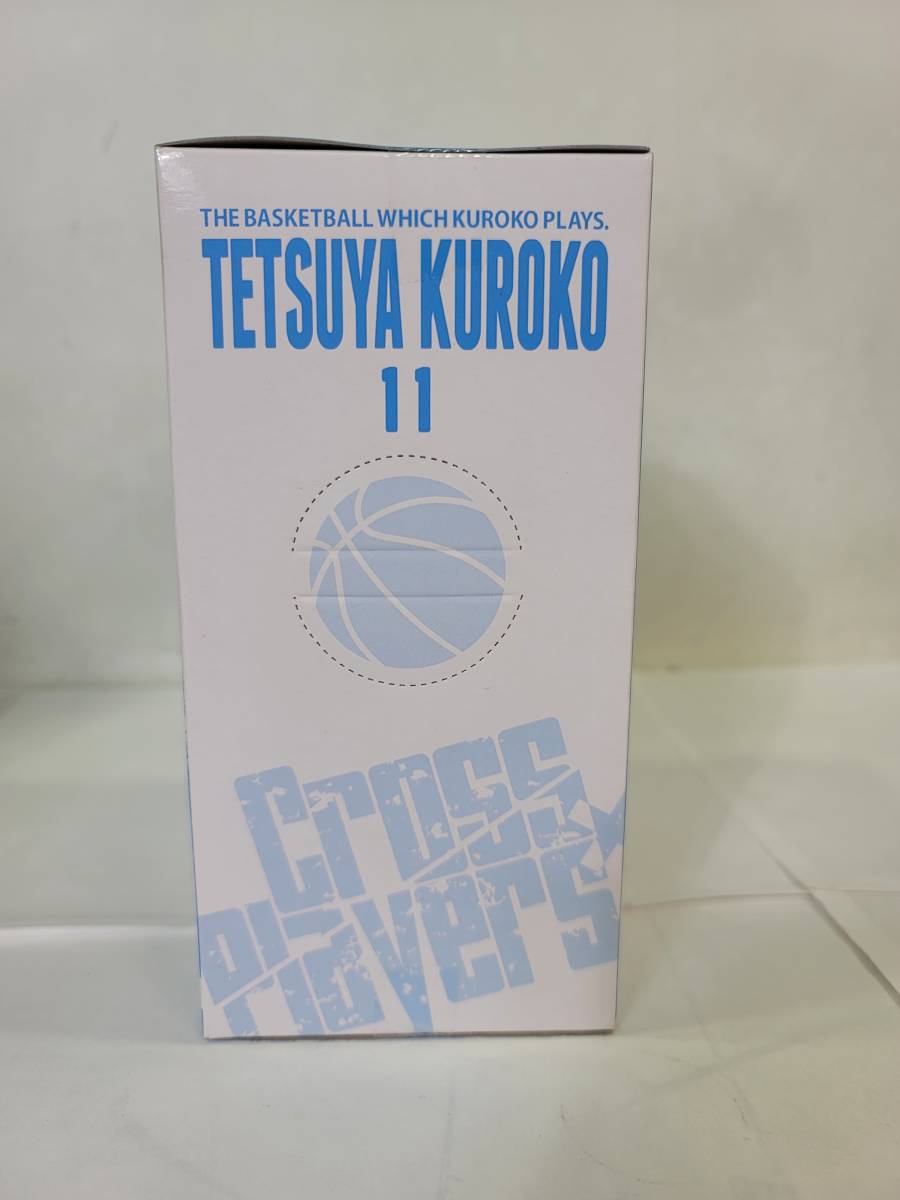 THE BASKETBALL WHICH KUROKO PLAYS.
TETSUYA KUROKO
11
Cross
Players